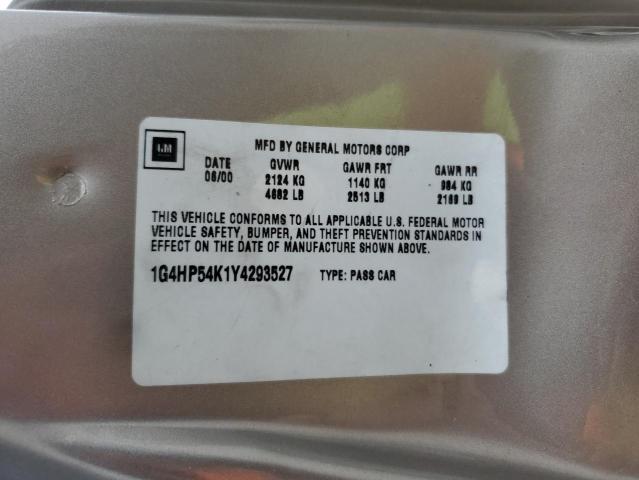 GM
MFD BY GENERAL MOTORS CORP
DATE GVWR GAWR FRT GAWR RR
06/00 2124 KG 1140 KG 984 KG
4682 LB 2513 LB 2169 LB
THIS VEHICLE CONFORMS TO ALL APPLICABLE U.S. FEDERAL MOTOR
VEHICLE SAFETY, BUMPER, AND THEFT PREVENTION STANDARDS IN
EFFECT ON THE DATE OF MANUFACTURE SHOWN ABOVE.
1G4HP54K1Y4293527 TYPE: PASS CAR